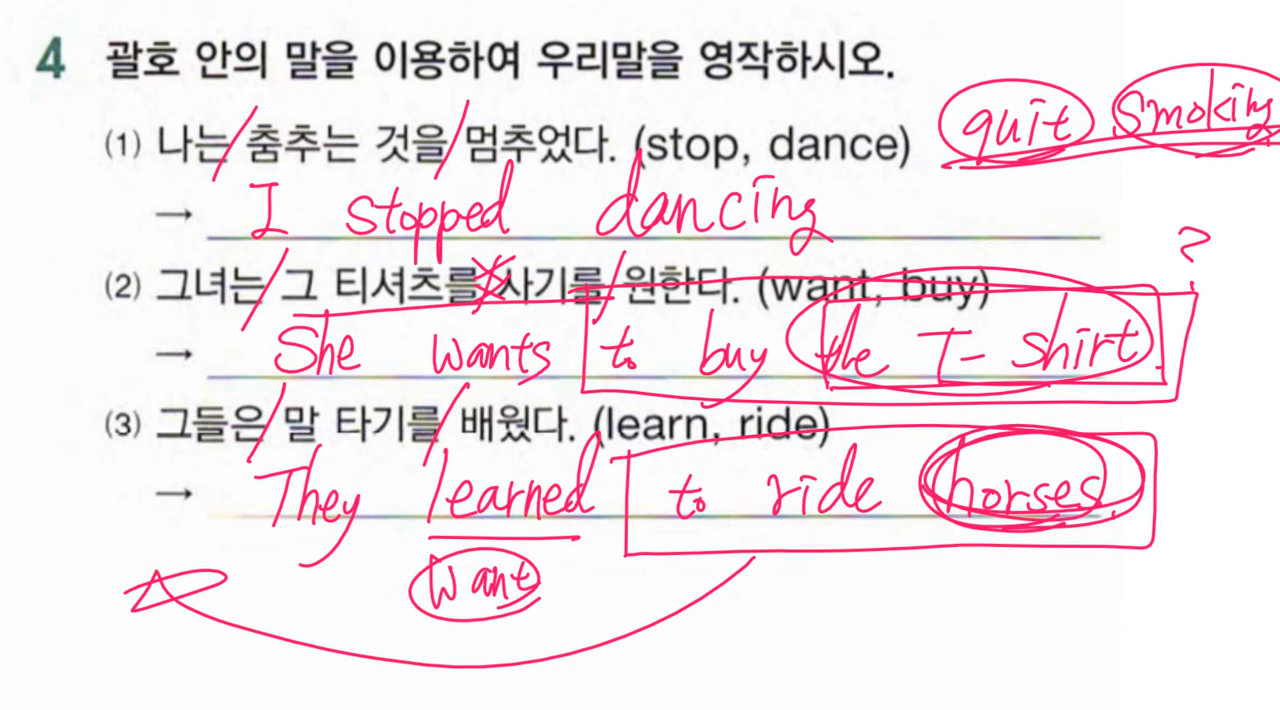 4 괄호 안의 말을 이용하여 우리말을 영작하시오.
quit smoking
(1) 나는 / 춤추는 것을 / 멈추었다. (stop, dance)
→ I stopped dancing
(2) 그녀는 / 그 티셔츠를 사기를 / 원한다. (want, buy) ?
→ She wants to buy the T-shirt.
(3) 그들은 / 말 타기를 / 배웠다. (learn, ride)
→ They learned to ride horses.
want